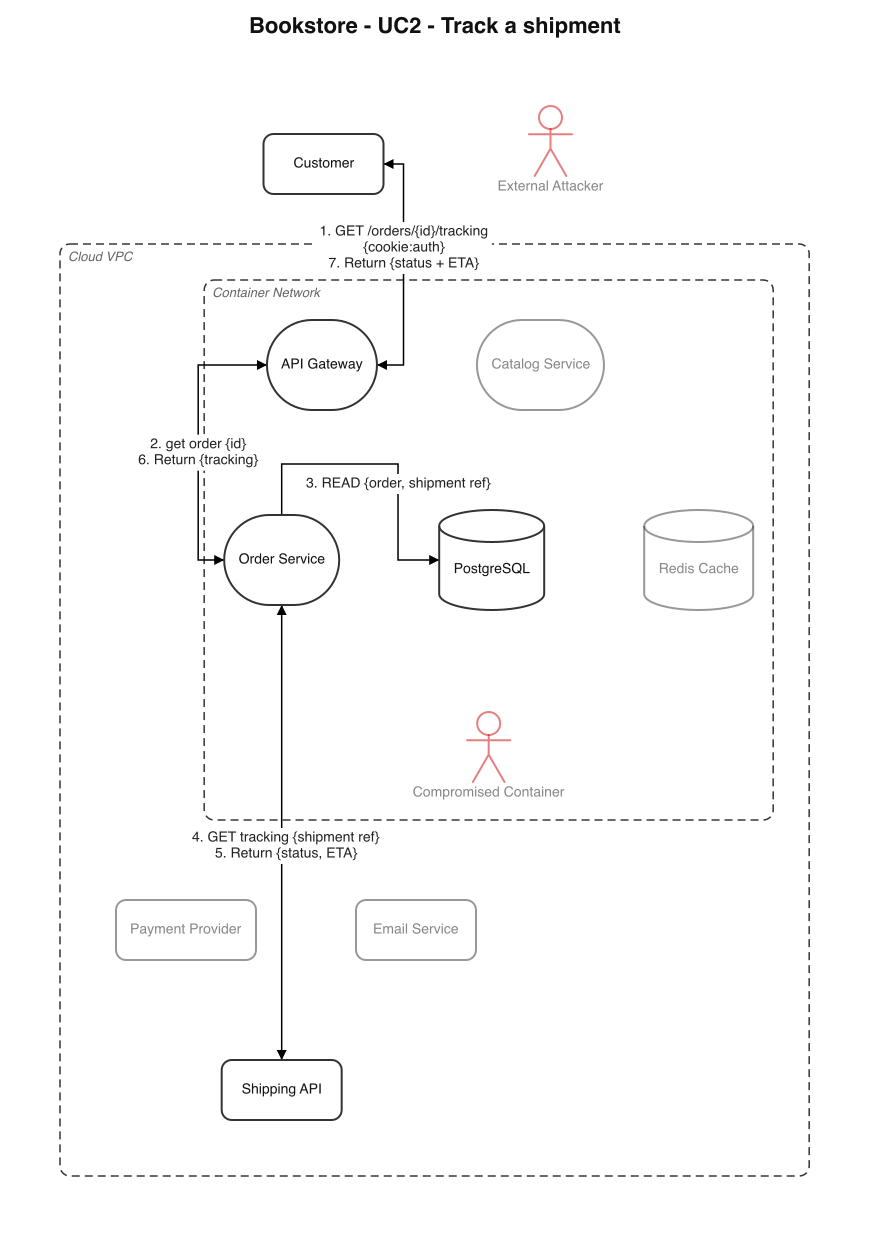 Bookstore - UC2 - Track a shipment
Customer
External Attacker
1. GET /orders/{id}/tracking
{cookie:auth}
7. Return {status + ETA}
Cloud VPC
Container Network
API Gateway
Catalog Service
2. get order {id}
6. Return {tracking}
3. READ {order, shipment ref}
Order Service
PostgreSQL
Redis Cache
Compromised Container
4. GET tracking {shipment ref}
5. Return {status, ETA}
Payment Provider
Email Service
Shipping API